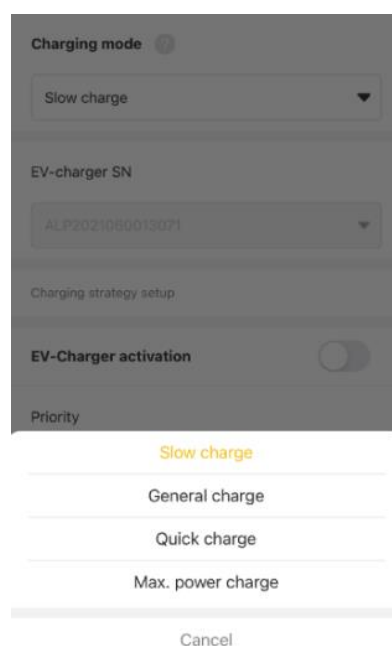 Charging mode ?
Slow charge
EV-charger SN
Charging strategy setup
EV-Charger activation
Priority
Slow charge
General charge
Quick charge
Max. power charge
Cancel